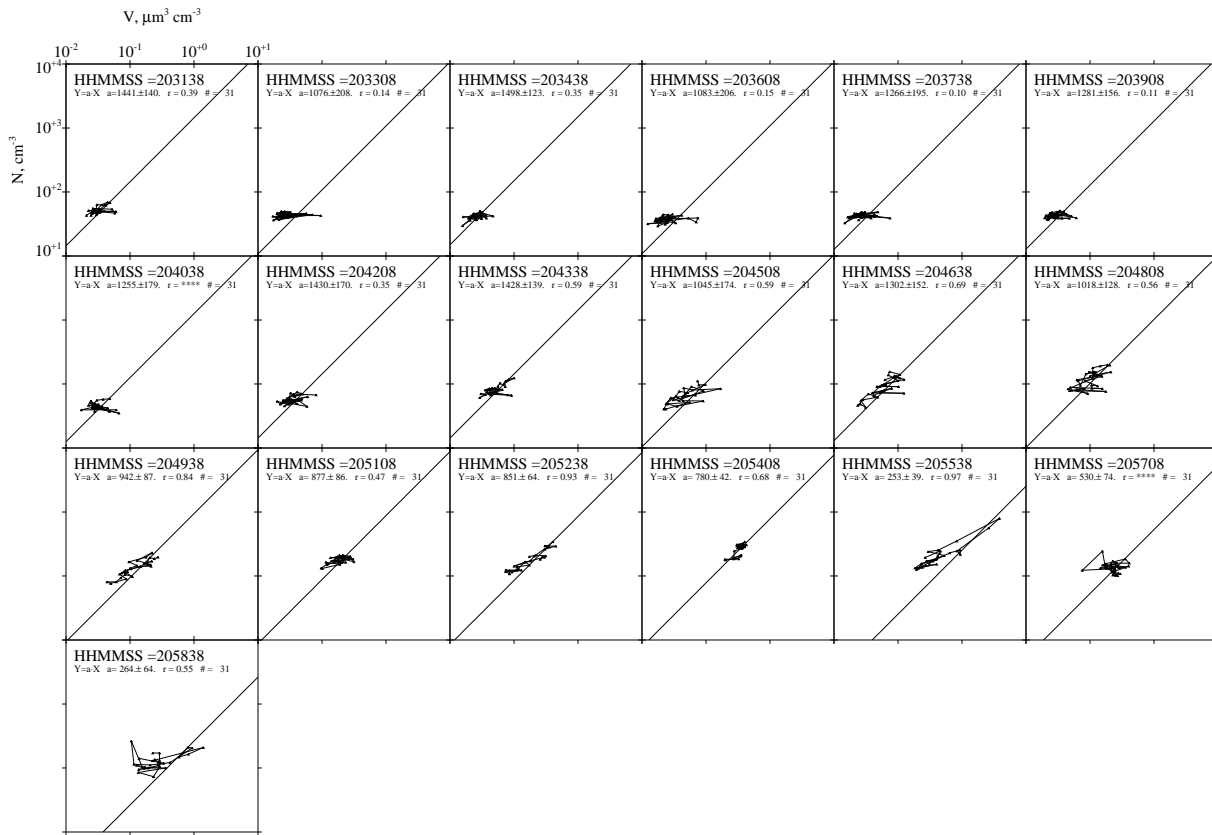 V, μm³ cm⁻³
10⁻² 10⁻¹ 10⁺⁰ 10⁺¹
N, cm⁻³
10⁺⁴
10⁺³
10⁺²
10⁺¹
HHMMSS =203138
Y=a·X a=1441.±140. r = 0.39 # = 31
HHMMSS =203308
Y=a·X a=1076.±208. r = 0.14 # = 31
HHMMSS =203438
Y=a·X a=1498.±123. r = 0.35 # = 31
HHMMSS =203608
Y=a·X a=1083.±206. r = 0.15 # = 31
HHMMSS =203738
Y=a·X a=1266.±195. r = 0.10 # = 31
HHMMSS =203908
Y=a·X a=1281.±156. r = 0.11 # = 31
HHMMSS =204038
Y=a·X a=1255.±179. r = **** # = 31
HHMMSS =204208
Y=a·X a=1430.±170. r = 0.35 # = 31
HHMMSS =204338
Y=a·X a=1428.±139. r = 0.59 # = 31
HHMMSS =204508
Y=a·X a=1045.±174. r = 0.59 # = 31
HHMMSS =204638
Y=a·X a=1302.±152. r = 0.69 # = 31
HHMMSS =204808
Y=a·X a=1018.±128. r = 0.56 # = 31
HHMMSS =204938
Y=a·X a= 942.± 87. r = 0.84 # = 31
HHMMSS =205108
Y=a·X a= 877.± 86. r = 0.47 # = 31
HHMMSS =205238
Y=a·X a= 851.± 64. r = 0.93 # = 31
HHMMSS =205408
Y=a·X a= 780.± 42. r = 0.68 # = 31
HHMMSS =205538
Y=a·X a= 253.± 39. r = 0.97 # = 31
HHMMSS =205708
Y=a·X a= 530.± 74. r = **** # = 31
HHMMSS =205838
Y=a·X a= 264.± 64. r = 0.55 # = 31